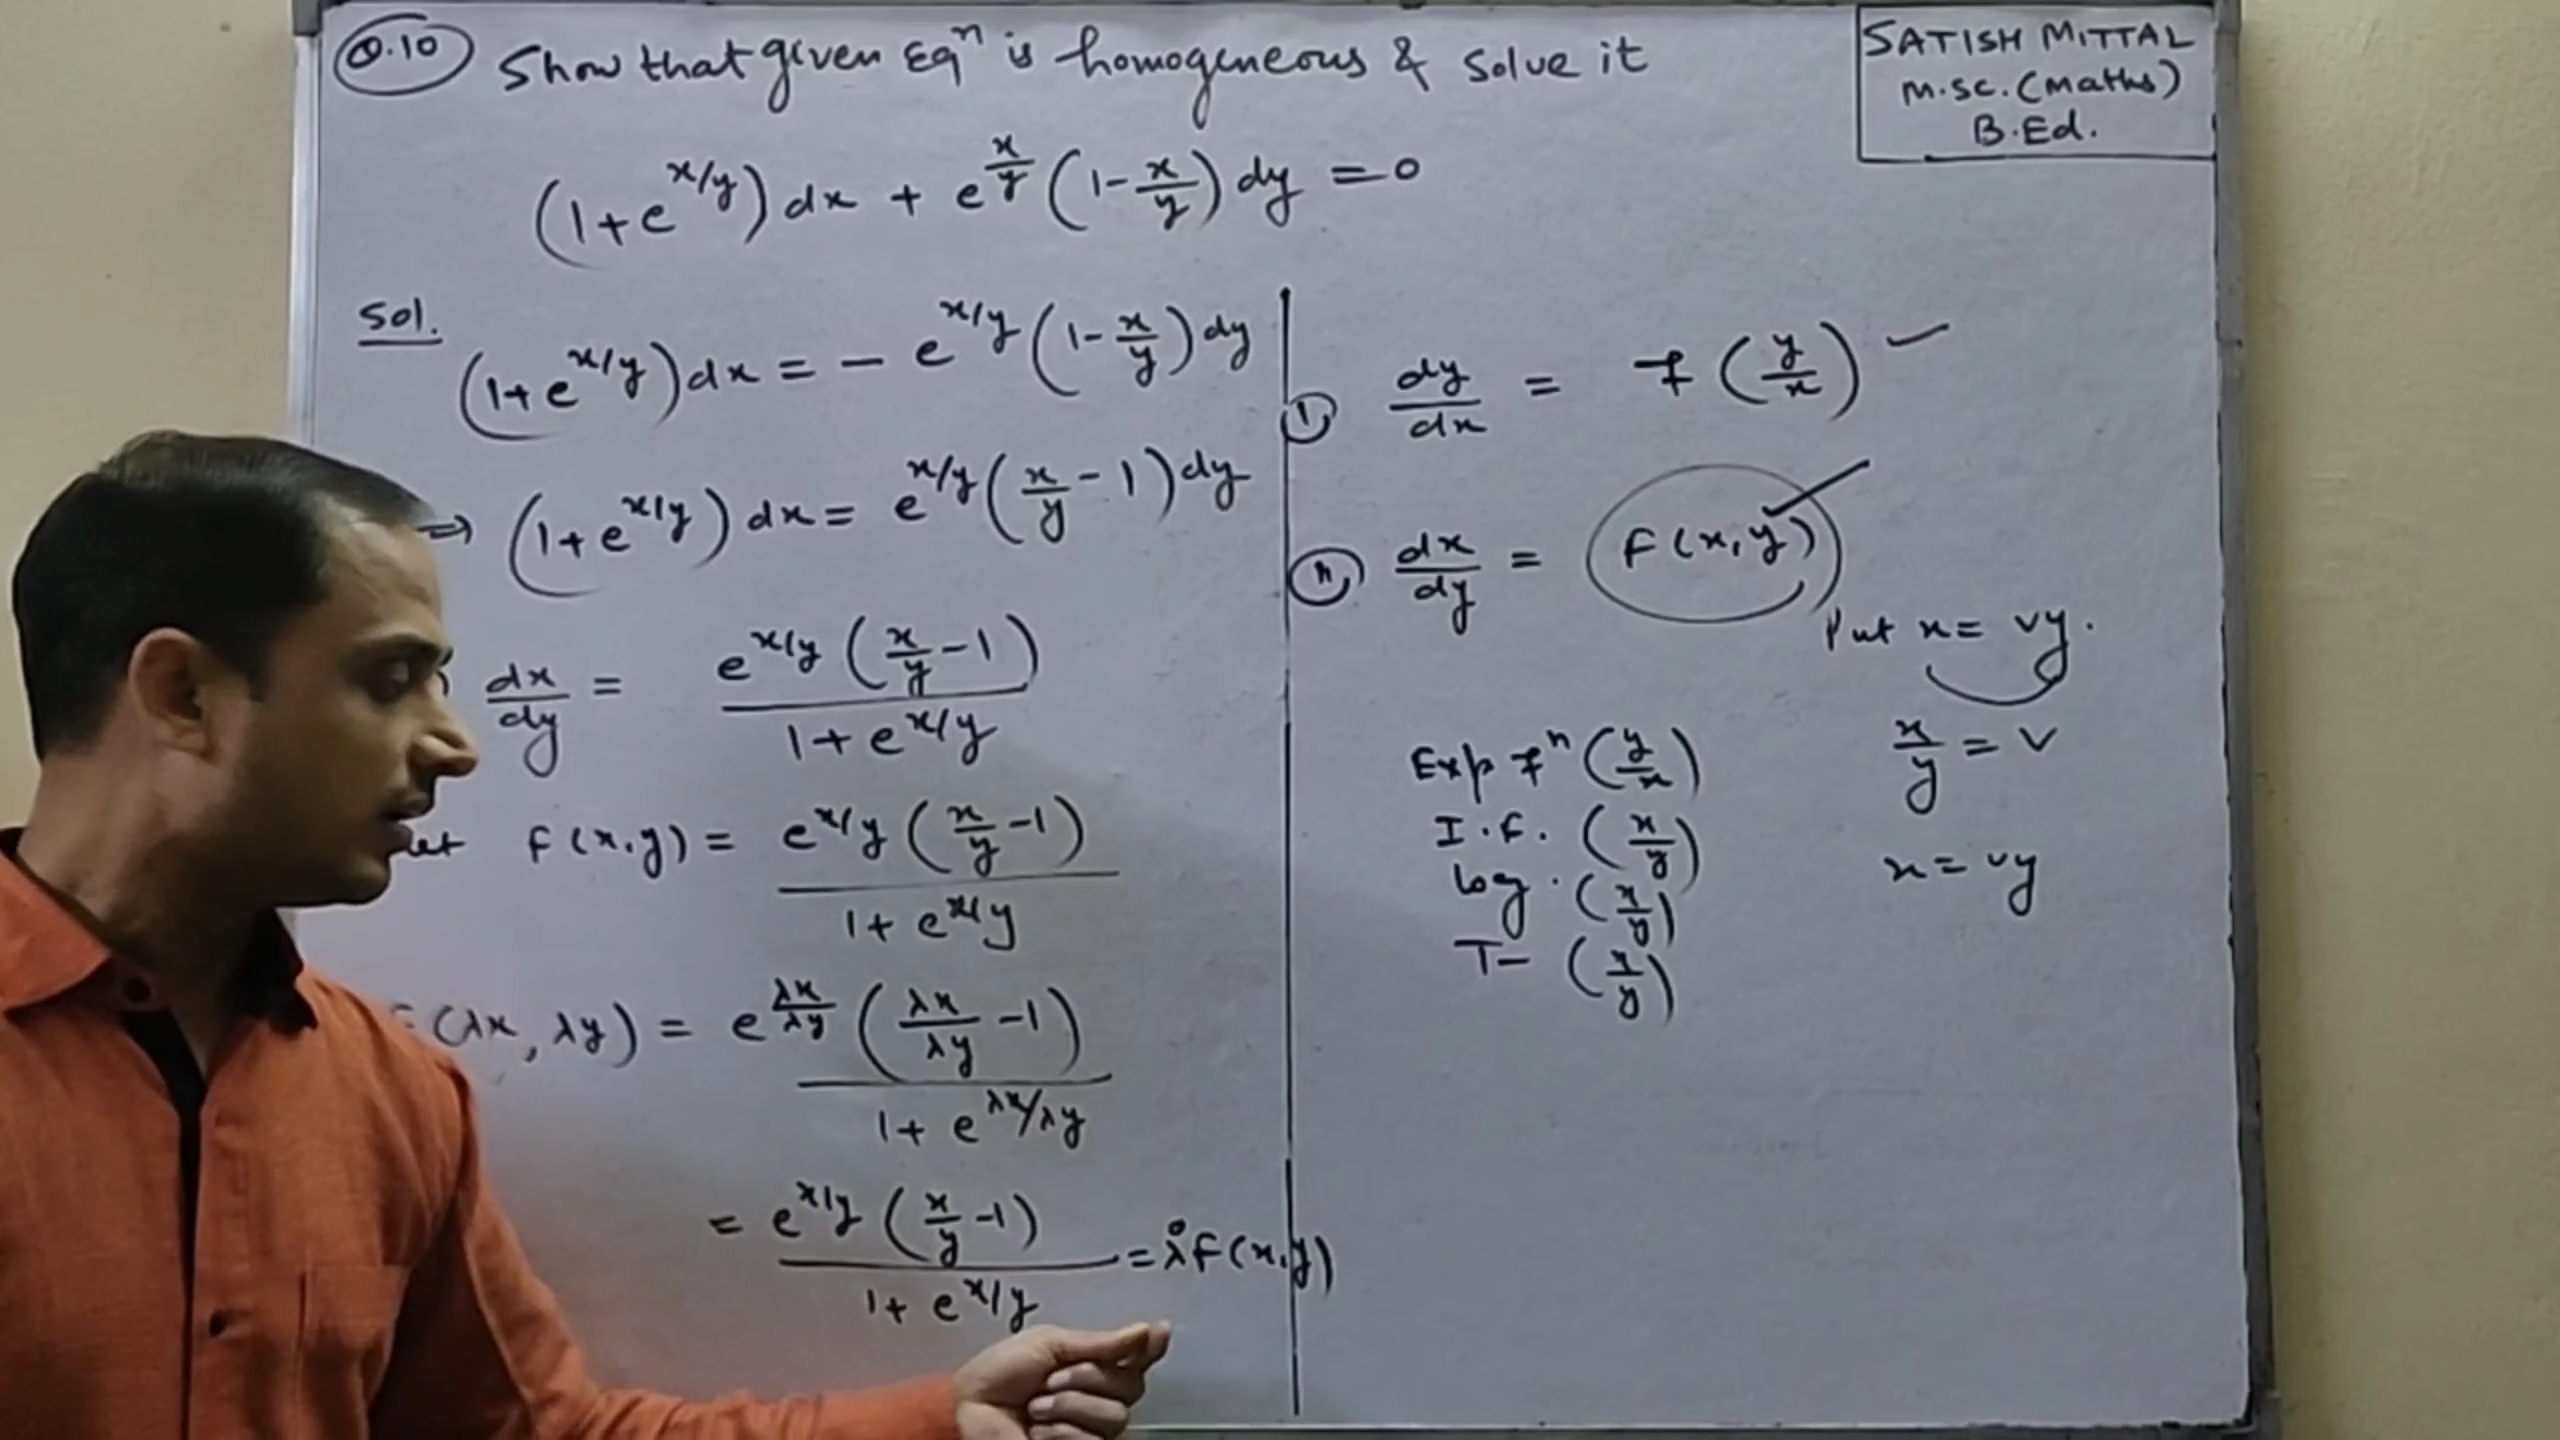 Q.10 Show that given Eqⁿ is homogeneous & solve it
SATISH MITTAL
M.SC. (Maths)
B.Ed.
(1+e^{x/y}) dx + e^{x/y} (1-x/y) dy = 0
Sol.
(1+e^{x/y}) dx = - e^{x/y} (1-x/y) dy
⇒ (1+e^{x/y}) dx = e^{x/y} (x/y - 1) dy
dx/dy = e^{x/y} (x/y - 1) / 1+e^{x/y}
Let F(x,y) = e^{x/y} (x/y - 1) / 1+e^{x/y}
F(λx, λy) = e^{λx/λy} (λx/λy - 1) / 1+e^{λx/λy}
= e^{x/y} (x/y - 1) / 1+e^{x/y} = λ° F(x,y)
① dy/dx = f (y/x)
② dx/dy = F(x,y)
Put x = vy.
x/y = v
x = vy
Exp fⁿ (y/x)
I.F. (x/y)
log. (x/y)
T- (x/y)